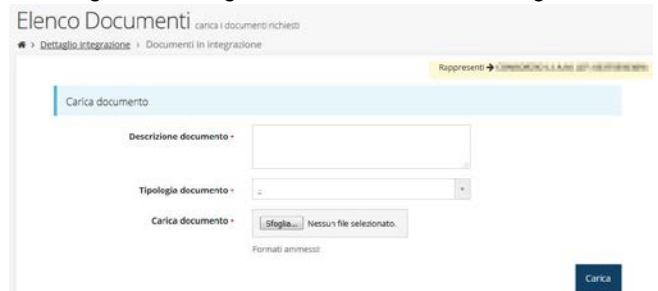 Elenco Documenti carica i documenti richiesti
> Dettaglio integrazione > Documenti in integrazione
Rappresenti →
Carica documento
Descrizione documento •
Tipologia documento •
--
Carica documento •
Sfoglia... Nessun file selezionato.
Formati ammessi:
Carica